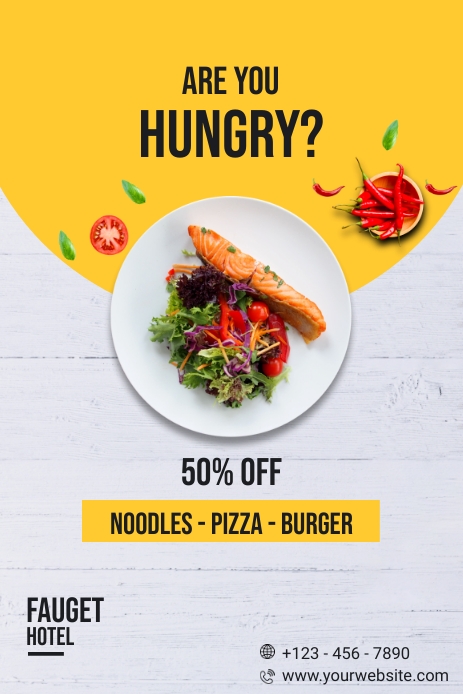 ARE YOU
HUNGRY?
50% OFF
NOODLES - PIZZA - BURGER
FAUGET
HOTEL
+123 - 456 - 7890
www.yourwebsite.com